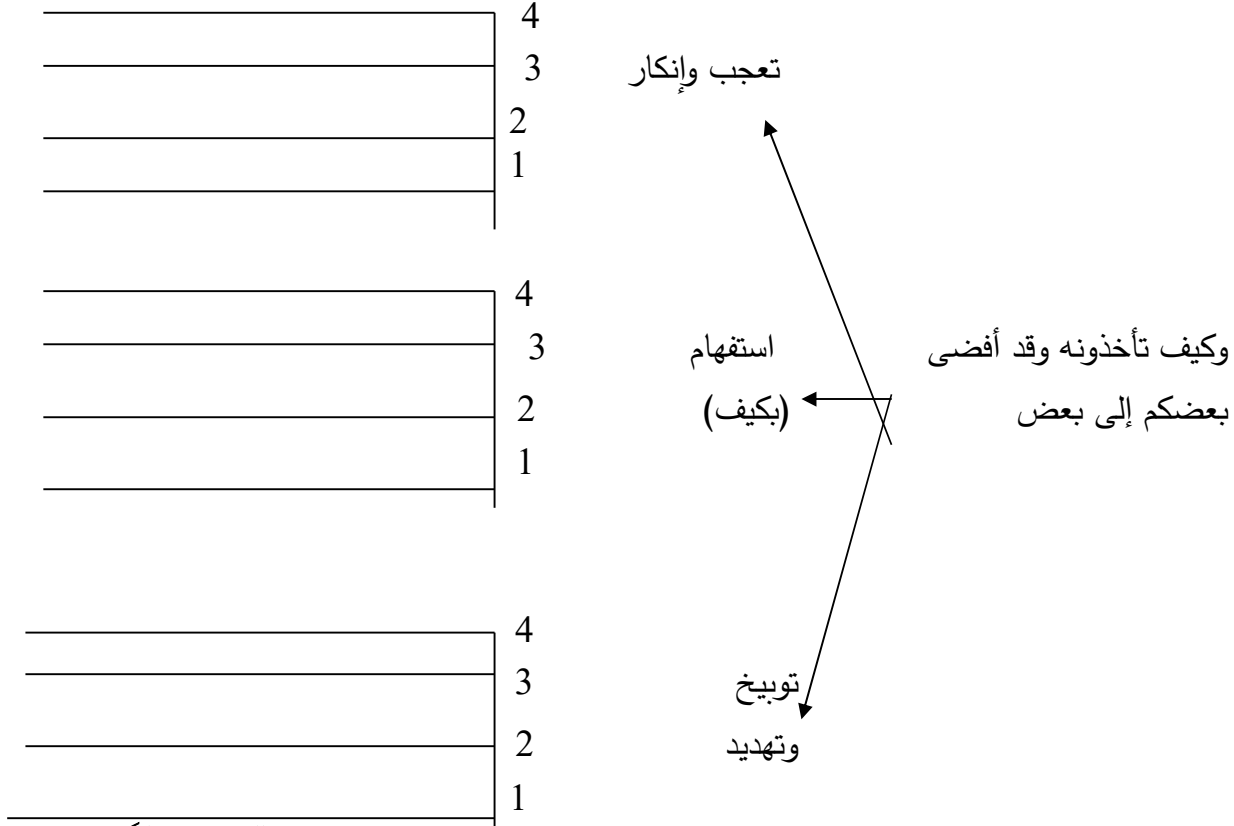 4
3
تعجب وإنكار
2
1
4
وكيف تأخذونه وقد أفضى
استفهام
3
بعضكم إلى بعض
(بكيف)
2
1
4
توبيخ
3
وتهديد
2
1